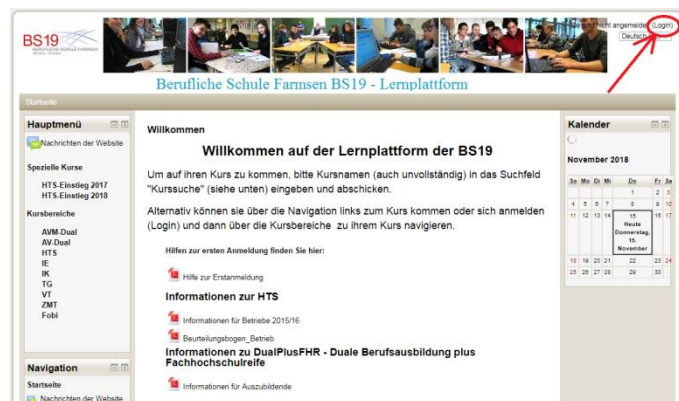 BS19
BERUFLICHE SCHULE FARMSEN
nicht angemeldet (Login)
Deutsch
Berufliche Schule Farmsen BS19 - Lernplattform
Startseite
Hauptmenü
Nachrichten der Website
Spezielle Kurse
HTS-Einstieg 2017
HTS-Einstieg 2018
Kursbereiche
AVM-Dual
AV-Dual
HTS
IE
IK
TG
VT
ZMT
Fobi
Navigation
Startseite
Nachrichten der Website
Willkommen
Willkommen auf der Lernplattform der BS19
Um auf ihren Kurs zu kommen, bitte Kursnamen (auch unvollständig) in das Suchfeld
"Kurssuche" (siehe unten) eingeben und abschicken.
Alternativ können sie über die Navigation links zum Kurs kommen oder sich anmelden
(Login) und dann über die Kursbereiche zu ihrem Kurs navigieren.
Hilfen zur ersten Anmeldung finden Sie hier:
Hilfe zur Erstanmeldung
Informationen zur HTS
Informationen für Betriebe 2015/16
Beurteilungsbogen_Betrieb
Informationen zu DualPlusFHR - Duale Berufsausbildung plus
Fachhochschulreife
Informationen für Auszubildende
Kalender
November 2018
So Mo Di Mi Do Fr Sa
1 2 3
4 5 6 7 8 9 10
11 12 13 14 15 16 17
Heute
Donnerstag,
15.
November
18 19 20 21 22 23 24
25 26 27 28 29 30